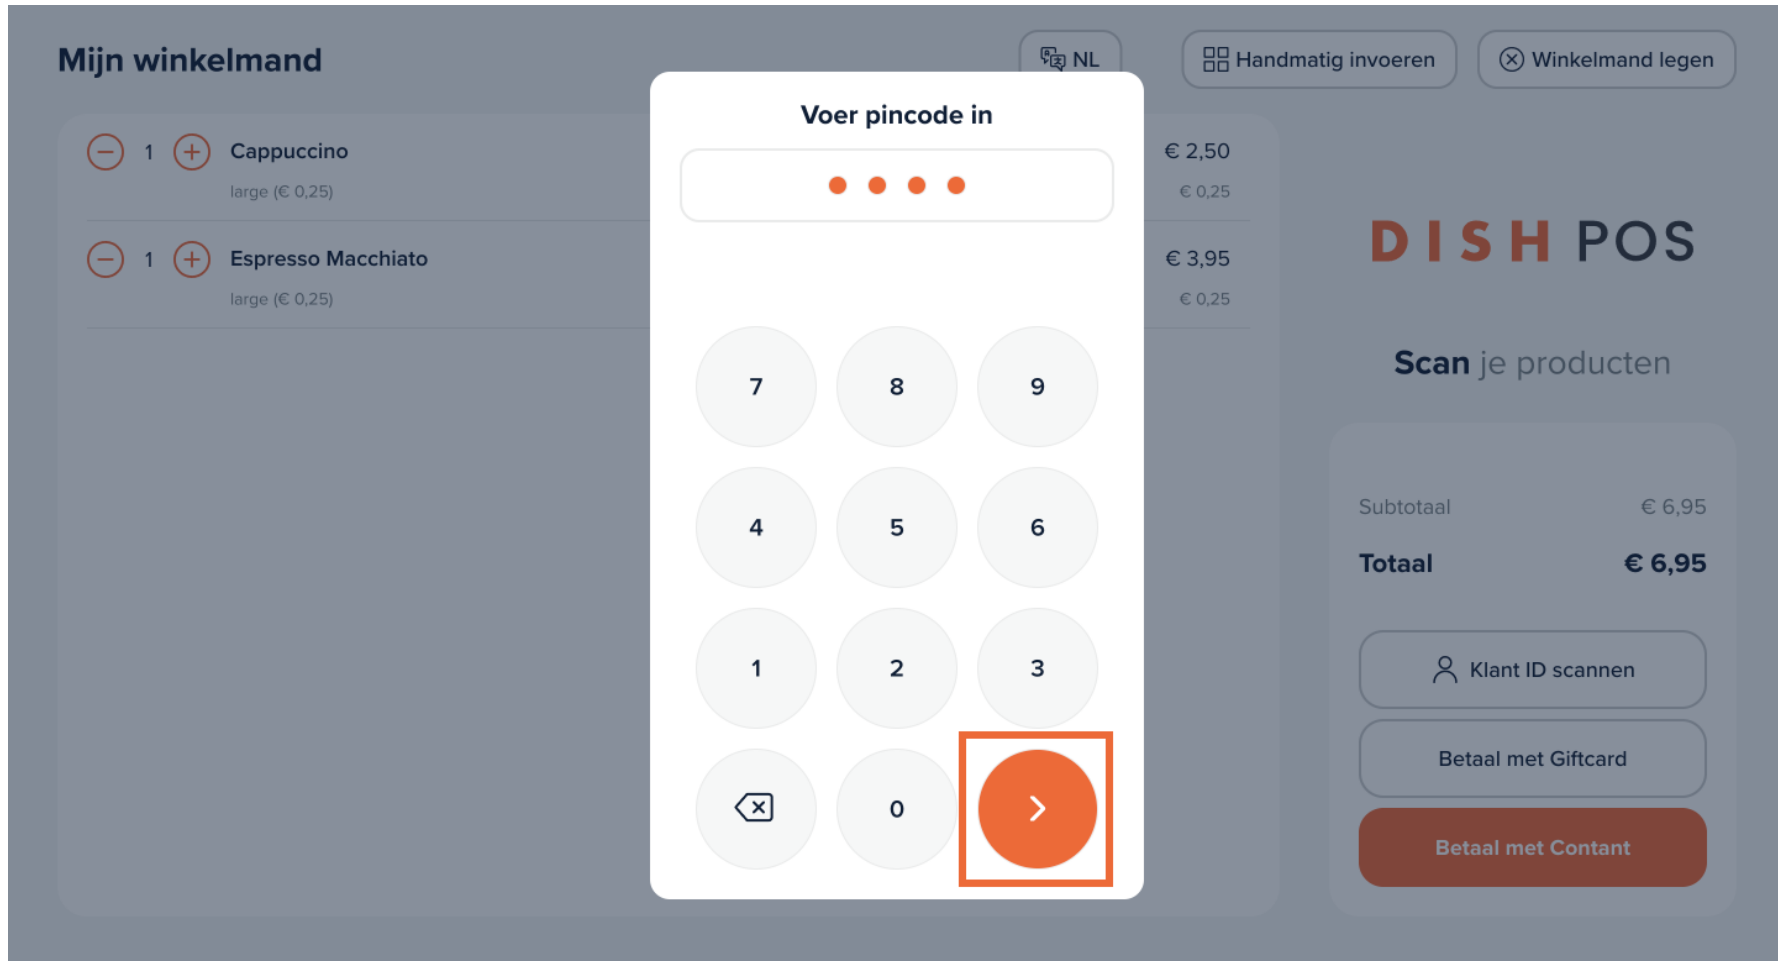 Mijn winkelmand
NL
Handmatig invoeren
Winkelmand legen
Voer pincode in
1 Cappuccino € 2,50
large (€ 0,25) € 0,25
1 Espresso Macchiato € 3,95
large (€ 0,25) € 0,25
7 8 9
4 5 6
1 2 3
0
DISH POS
Scan je producten
Subtotaal € 6,95
Totaal € 6,95
Klant ID scannen
Betaal met Giftcard
Betaal met Contant